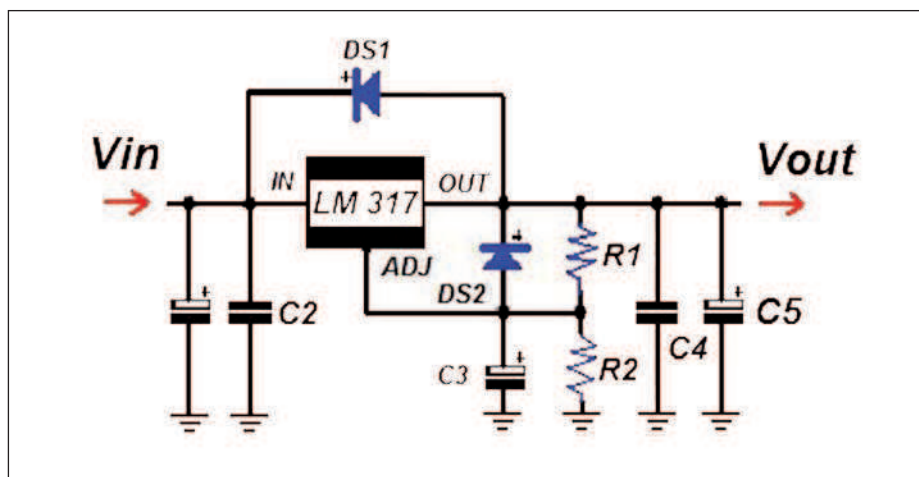 DS1
+
Vin
Vout
IN
OUT
LM 317
+
ADJ
R1
DS2
+
C2
+
C3
R2
C4
+
C5